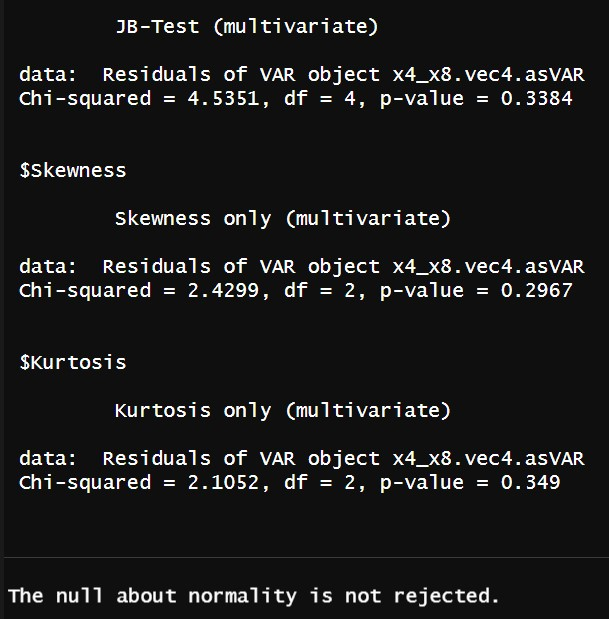 JB-Test (multivariate)
data:  Residuals of VAR object x4_x8.vec4.asVAR
Chi-squared = 4.5351, df = 4, p-value = 0.3384
$Skewness
Skewness only (multivariate)
data:  Residuals of VAR object x4_x8.vec4.asVAR
Chi-squared = 2.4299, df = 2, p-value = 0.2967
$Kurtosis
Kurtosis only (multivariate)
data:  Residuals of VAR object x4_x8.vec4.asVAR
Chi-squared = 2.1052, df = 2, p-value = 0.349
The null about normality is not rejected.